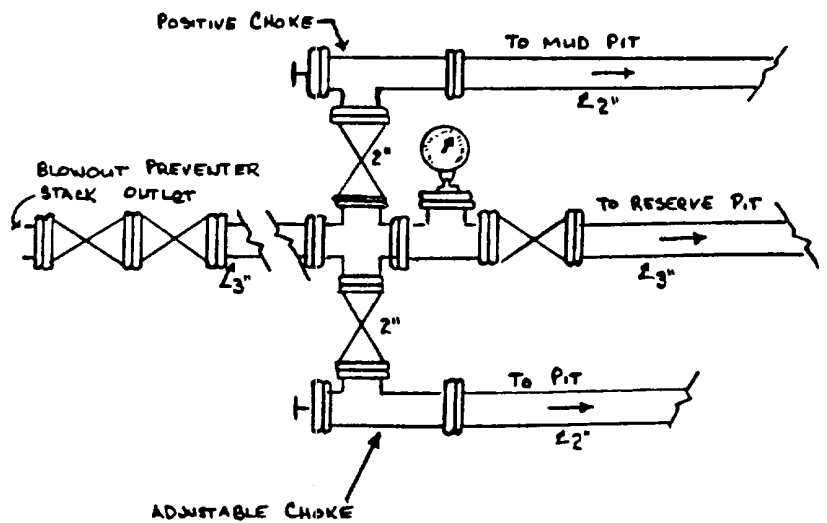 POSITIVE CHOKE
TO MUD PIT
2"
2"
BLOWOUT PREVENTER
STACK OUTLET
TO RESERVE PIT
3"
3"
2"
TO PIT
2"
ADJUSTABLE CHOKE